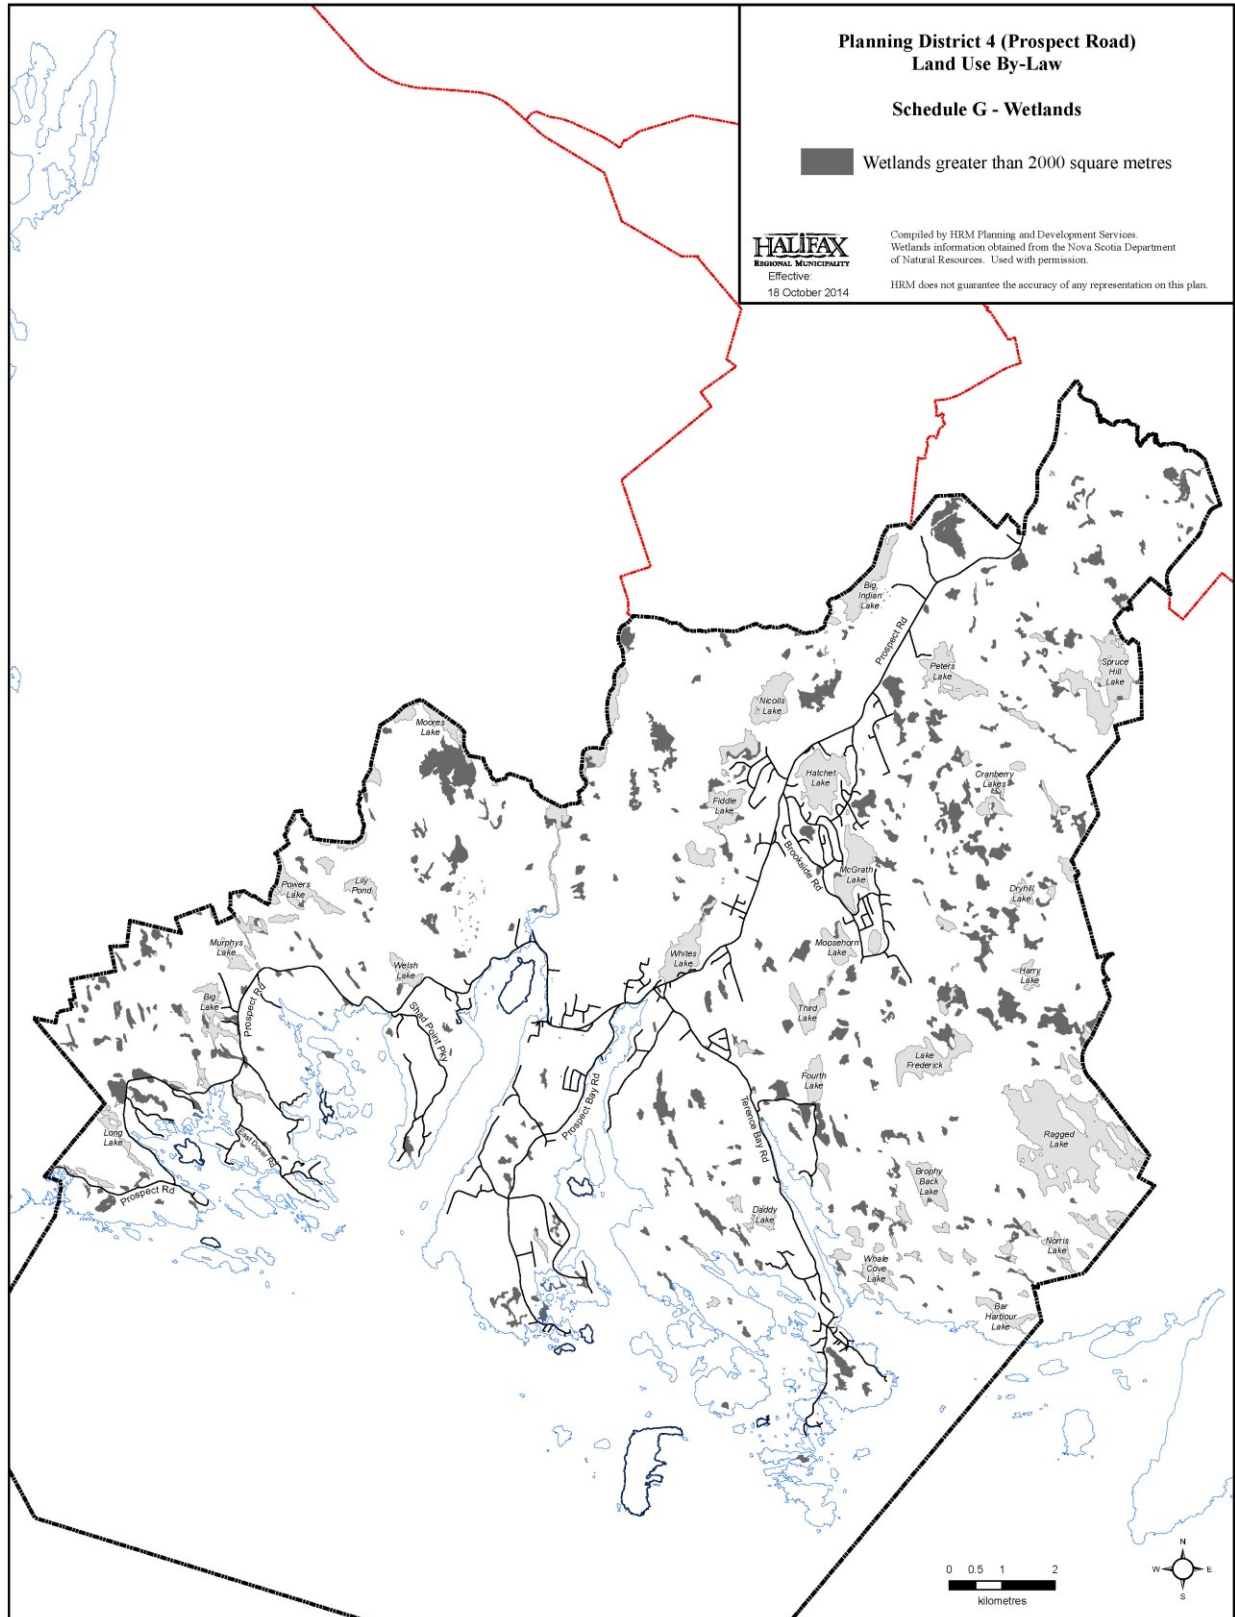 Planning District 4 (Prospect Road)
Land Use By-Law
Schedule G - Wetlands
Wetlands greater than 2000 square metres
HALIFAX
REGIONAL MUNICIPALITY
Effective:
18 October 2014
Compiled by HRM Planning and Development Services.
Wetlands information obtained from the Nova Scotia Department
of Natural Resources. Used with permission.
HRM does not guarantee the accuracy of any representation on this plan.
Big
Indian
Lake
Prospect Rd
Peters
Lake
Spruce
Hill
Lake
Nicolls
Lake
Moores
Lake
Hatchet
Lake
Cranberry
Lakes
Fiddle
Lake
Brookside Rd
McGrath
Lake
Powers
Lake
Lily
Pond
Dryhill
Lake
Murphys
Lake
Moosehorn
Lake
Whites
Lake
Welsh
Lake
Harry
Lake
Big
Lake
Prospect Rd
Shad Point Pky
Third
Lake
Lake
Frederick
Fourth
Lake
Prospect Bay Rd
Terence Bay Rd
Long
Lake
East Dover Rd
Ragged
Lake
Prospect Rd
Brophy
Back
Lake
Daddy
Lake
Norris
Lake
Whale
Cove
Lake
Bar
Harbour
Lake
N
W
E
S
0 0.5 1 2
kilometres